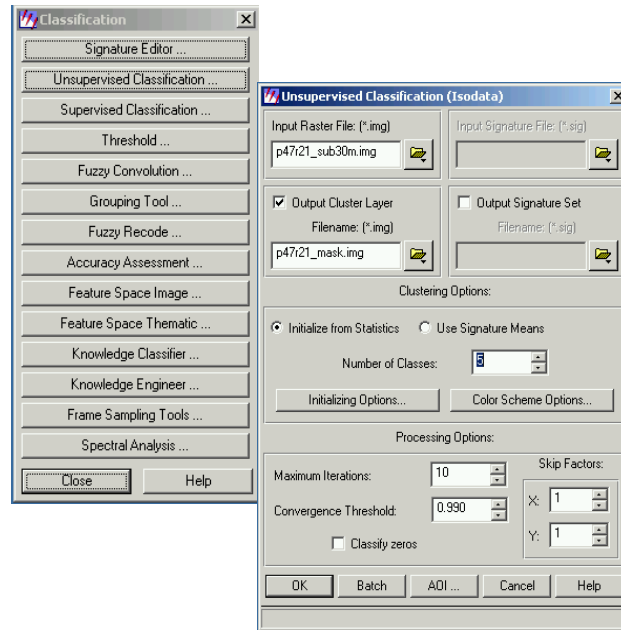 Classification
Signature Editor ...
Unsupervised Classification ...
Supervised Classification ...
Threshold ...
Fuzzy Convolution ...
Grouping Tool ...
Fuzzy Recode ...
Accuracy Assessment ...
Feature Space Image ...
Feature Space Thematic ...
Knowledge Classifier ...
Knowledge Engineer ...
Frame Sampling Tools ...
Spectral Analysis ...
Close Help
Unsupervised Classification (Isodata)
Input Raster File: (*.img) Input Signature File: (*.sig)
p47r21_sub30m.img
Output Cluster Layer Output Signature Set
Filename: (*.img) Filename: (*.sig)
p47r21_mask.img
Clustering Options:
Initialize from Statistics Use Signature Means
Number of Classes: 5
Initializing Options... Color Scheme Options...
Processing Options:
Maximum Iterations: 10 Skip Factors:
Convergence Threshold: 0.990 X: 1
Classify zeros Y: 1
OK Batch AOI ... Cancel Help